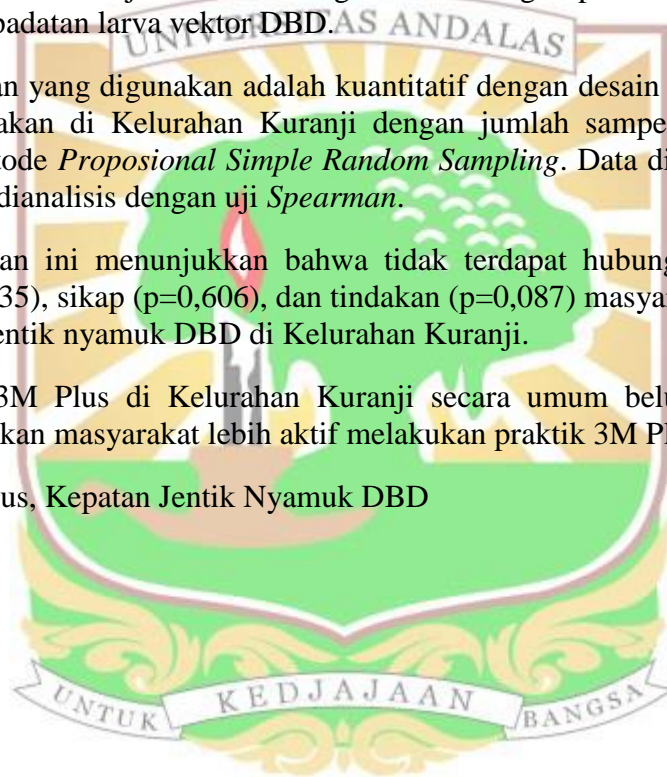 padatan larva vektor DBD.
UNIVERSITAS ANDALAS
an yang digunakan adalah kuantitatif dengan desain
akan di Kelurahan Kuranji dengan jumlah sampe
tode Proposional Simple Random Sampling. Data di
dianalisis dengan uji Spearman.
an ini menunjukkan bahwa tidak terdapat hubung
35), sikap (p=0,606), dan tindakan (p=0,087) masyar
entik nyamuk DBD di Kelurahan Kuranji.
3M Plus di Kelurahan Kuranji secara umum belu
kan masyarakat lebih aktif melakukan praktik 3M Pl
us, Kepatan Jentik Nyamuk DBD
UNTUK KEDJAJAAN BANGSA